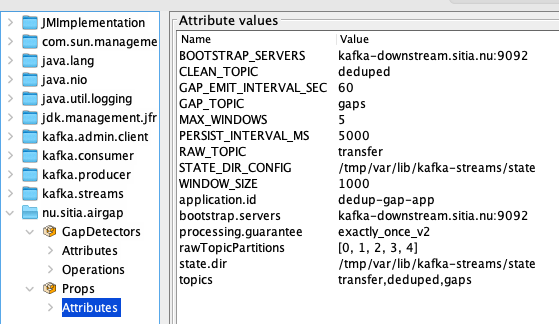 JMImplementation
com.sun.manageme
java.lang
java.nio
java.util.logging
jdk.management.jfr
kafka.admin.client
kafka.consumer
kafka.producer
kafka.streams
nu.sitia.airgap
GapDetectors
Attributes
Operations
Props
Attributes
Attribute values
Name Value
BOOTSTRAP_SERVERS kafka-downstream.sitia.nu:9092
CLEAN_TOPIC deduped
GAP_EMIT_INTERVAL_SEC 60
GAP_TOPIC gaps
MAX_WINDOWS 5
PERSIST_INTERVAL_MS 5000
RAW_TOPIC transfer
STATE_DIR_CONFIG /tmp/var/lib/kafka-streams/state
WINDOW_SIZE 1000
application.id dedup-gap-app
bootstrap.servers kafka-downstream.sitia.nu:9092
processing.guarantee exactly_once_v2
rawTopicPartitions [0, 1, 2, 3, 4]
state.dir /tmp/var/lib/kafka-streams/state
topics transfer,deduped,gaps